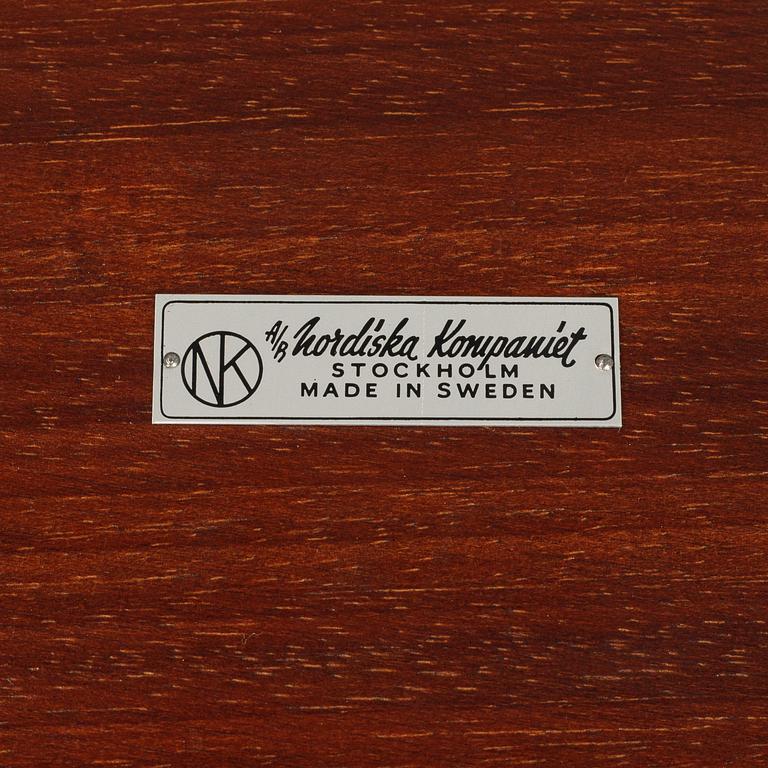 NK
A/B Nordiska Kompaniet
STOCKHOLM
MADE IN SWEDEN